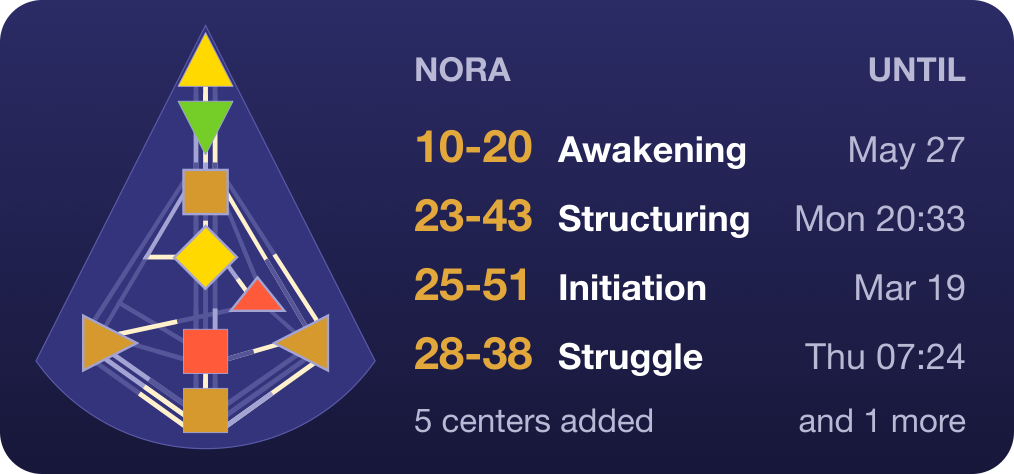 NORA UNTIL
10-20 Awakening May 27
23-43 Structuring Mon 20:33
25-51 Initiation Mar 19
28-38 Struggle Thu 07:24
5 centers added and 1 more